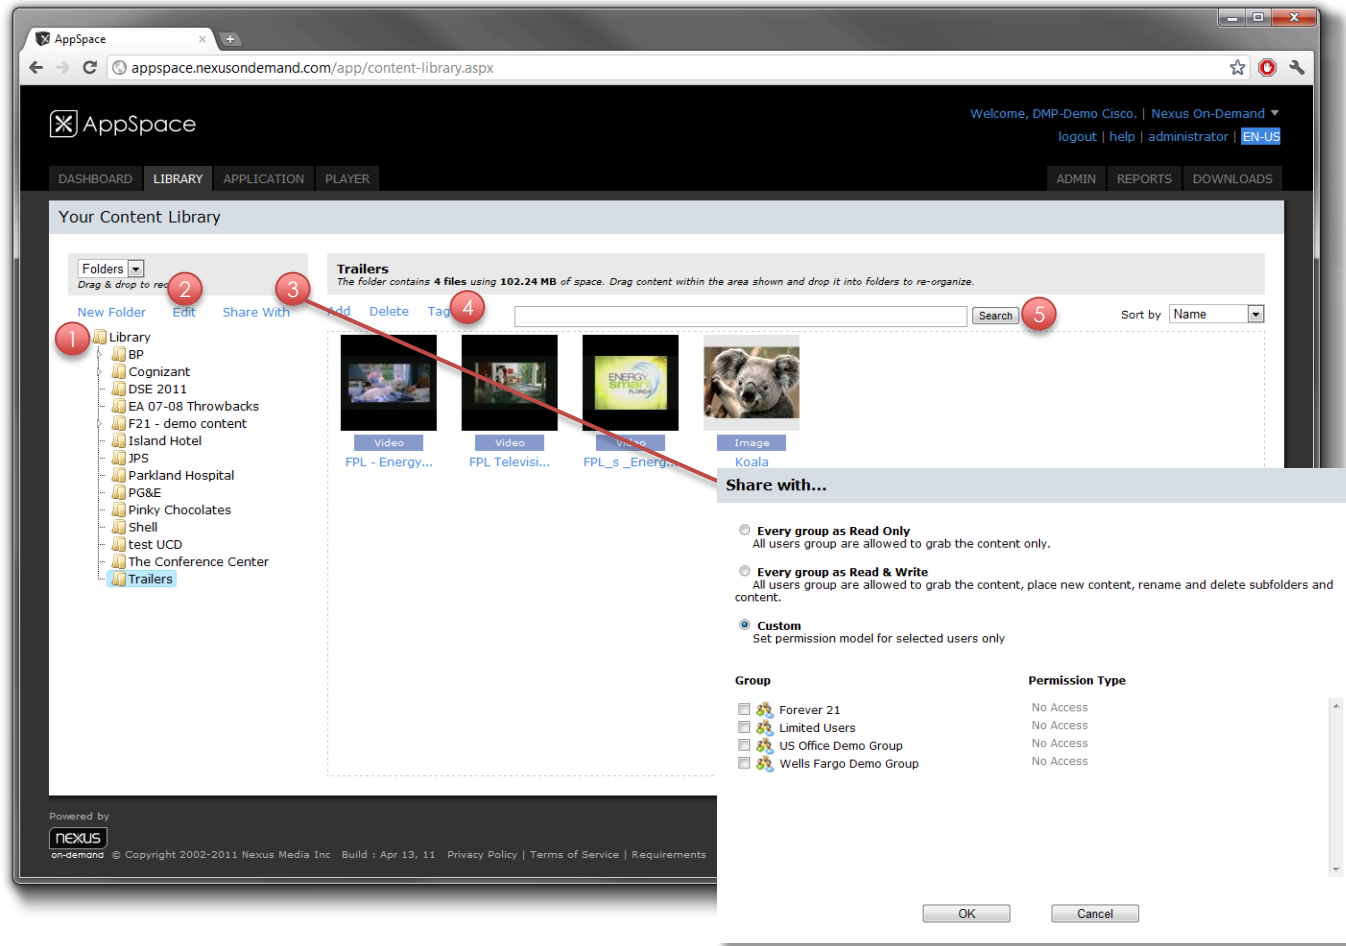 AppSpace
appspace.nexusondemand.com/app/content-library.aspx
AppSpace
Welcome, DMP-Demo Cisco. | Nexus On-Demand
logout | help | administrator | EN-US
DASHBOARD LIBRARY APPLICATION PLAYER ADMIN REPORTS DOWNLOADS
Your Content Library
Folders
Drag & drop to
Trailers
The folder contains 4 files using 102.24 MB of space. Drag content within the area shown and drop it into folders to re-organize.
2
3
New Folder Edit Share With
Add Delete Tag
4
Search
5
Sort by Name
1
Library
BP
Cognizant
DSE 2011
EA 07-08 Throwbacks
F21 - demo content
Island Hotel
JPS
Parkland Hospital
PG&E
Pinky Chocolates
Shell
test UCD
The Conference Center
Trailers
ENERGY
smart
FLORIDA
Video Video Video Image
FPL - Energy... FPL Televisi... FPL_s _Energ... Koala
Share with...
Every group as Read Only
All users group are allowed to grab the content only.
Every group as Read & Write
All users group are allowed to grab the content, place new content, rename and delete subfolders and
content.
Custom
Set permission model for selected users only
Group Permission Type
Forever 21 No Access
Limited Users No Access
US Office Demo Group No Access
Wells Fargo Demo Group No Access
OK Cancel
Powered by
nexus
on-demand © Copyright 2002-2011 Nexus Media Inc Build : Apr 13, 11 Privacy Policy | Terms of Service | Requirements